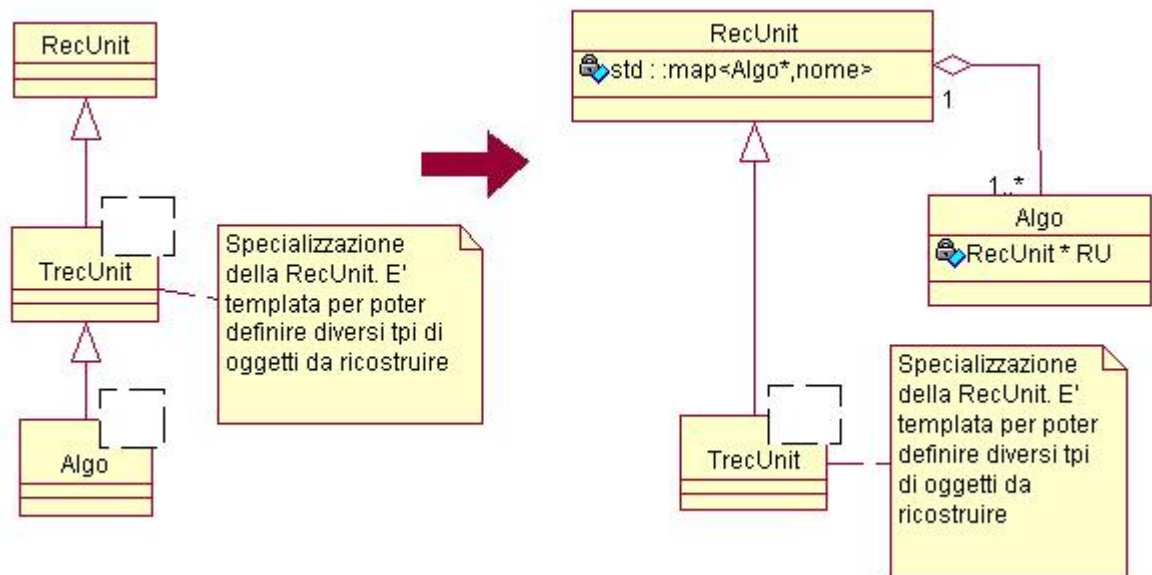 RecUnit
TrecUnit
Specializzazione
della RecUnit. E'
templata per poter
definire diversi tpi di
oggetti da ricostruire
Algo
RecUnit
std : :map<Algo*,nome>
1
1..*
Algo
RecUnit * RU
TrecUnit
Specializzazione
della RecUnit. E'
templata per poter
definire diversi tpi
di oggetti da
ricostruire